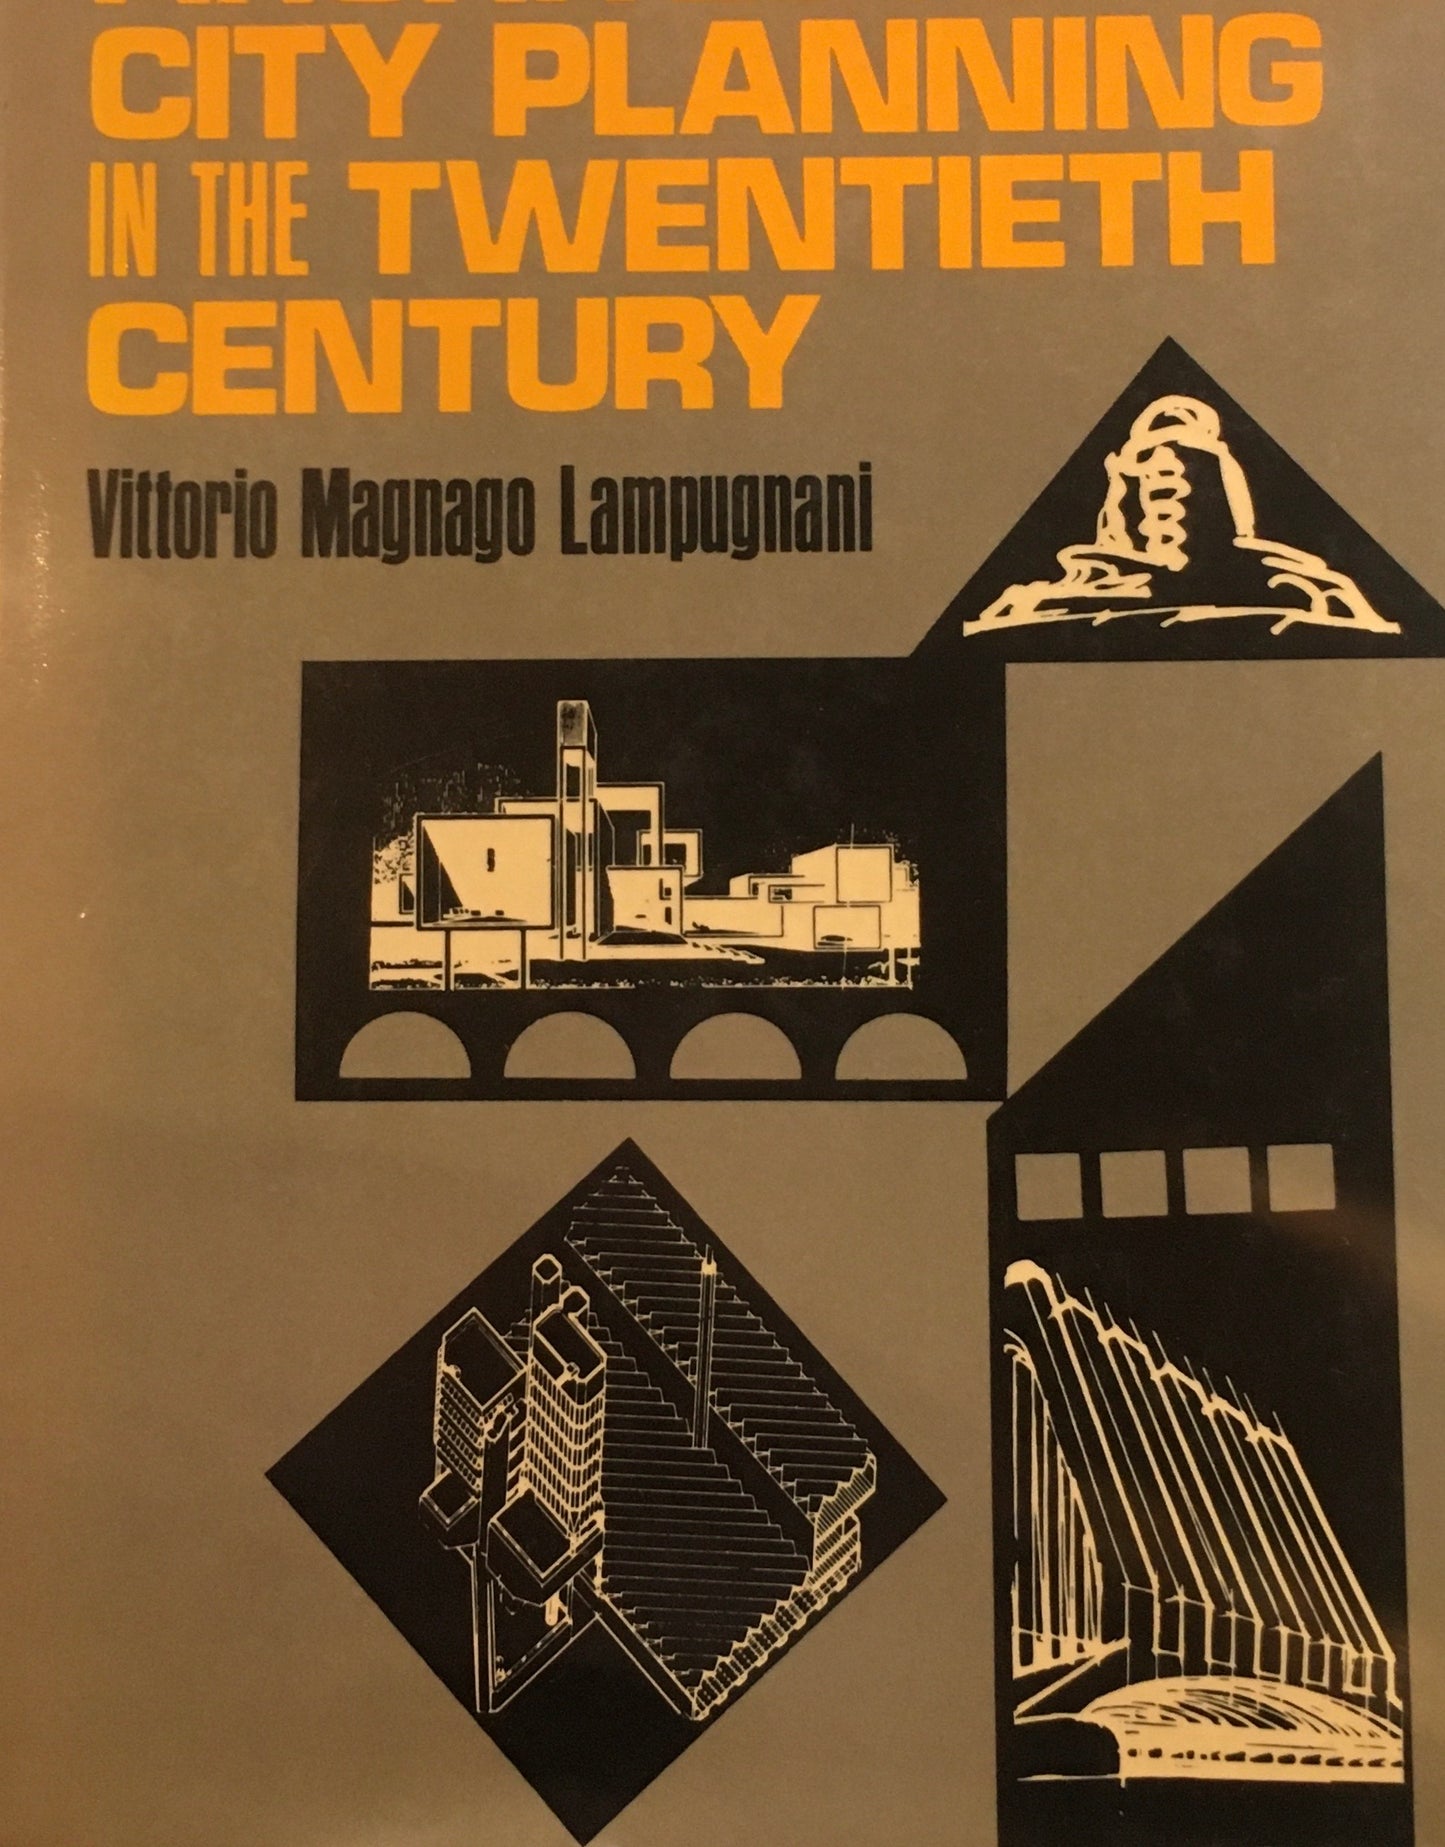 CITY PLANNING
IN THE TWENTIETH
CENTURY
Vittorio Magnago Lampugnani